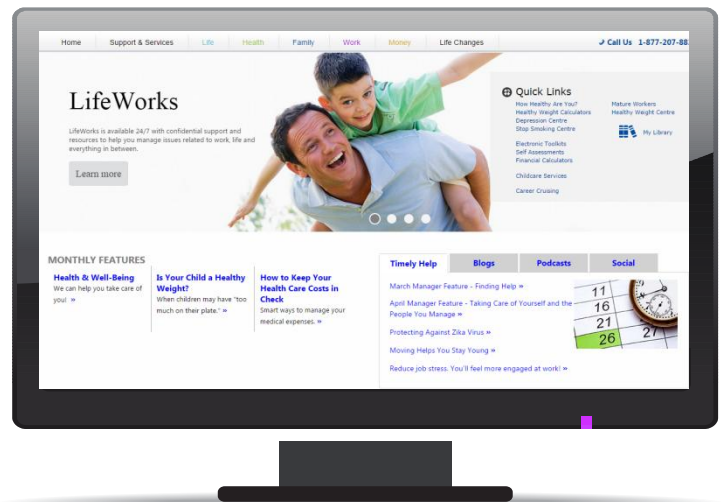 Home Support & Services Life Health Family Work Money Life Changes Call Us 1-877-207-88
LifeWorks
LifeWorks is available 24/7 with confidential support and
resources to help you manage issues related to work, life and
everything in between.
Learn more
Quick Links
How Healthy Are You?
Healthy Weight Calculators
Depression Centre
Stop Smoking Centre
Electronic Toolkits
Self Assessments
Financial Calculators
Childcare Services
Career Cruising
Mature Workers
Healthy Weight Centre
My Library
MONTHLY FEATURES
Health & Well-Being
We can help you take care of
you! »
Is Your Child a Healthy
Weight?
When children may have "too
much on their plate." »
How to Keep Your
Health Care Costs in
Check
Smart ways to manage your
medical expenses. »
Timely Help Blogs Podcasts Social
March Manager Feature - Finding Help »
April Manager Feature - Taking Care of Yourself and the
People You Manage »
Protecting Against Zika Virus »
Moving Helps You Stay Young »
Reduce job stress. You'll feel more engaged at work! »
11
16
21
26 27